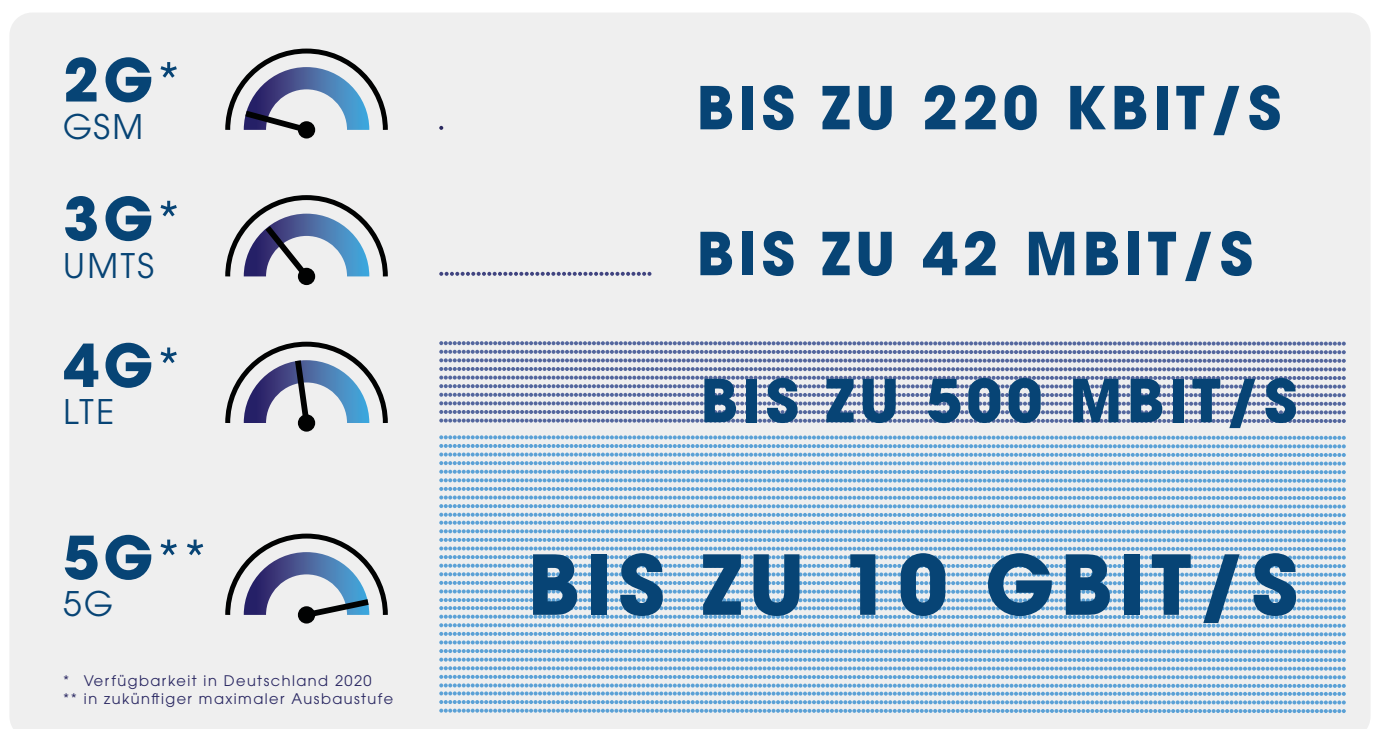 2G*
GSM
BIS ZU 220 KBIT/S
3G*
UMTS
BIS ZU 42 MBIT/S
4G*
LTE
BIS ZU 500 MBIT/S
5G**
5G
BIS ZU 10 GBIT/S
* Verfügbarkeit in Deutschland 2020
** in zukünftiger maximaler Ausbaustufe